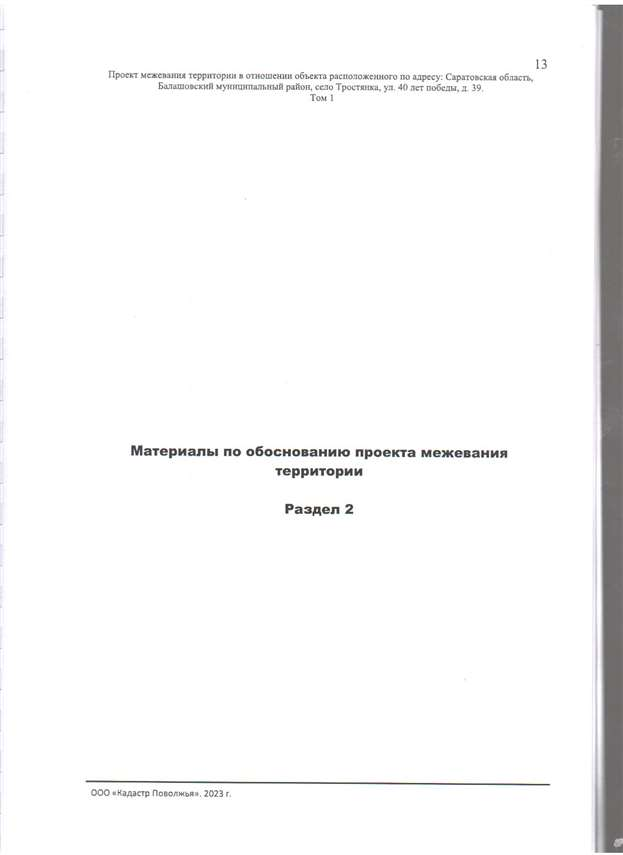 13
Проект межевания территории в отношении объекта расположенного по адресу: Саратовская область,
Балашовский муниципальный район, село Тростянка, ул. 40 лет победы, д. 39.
Том 1
Материалы по обоснованию проекта межевания
территории
Раздел 2
ООО «Кадастр Поволжья». 2023 г.